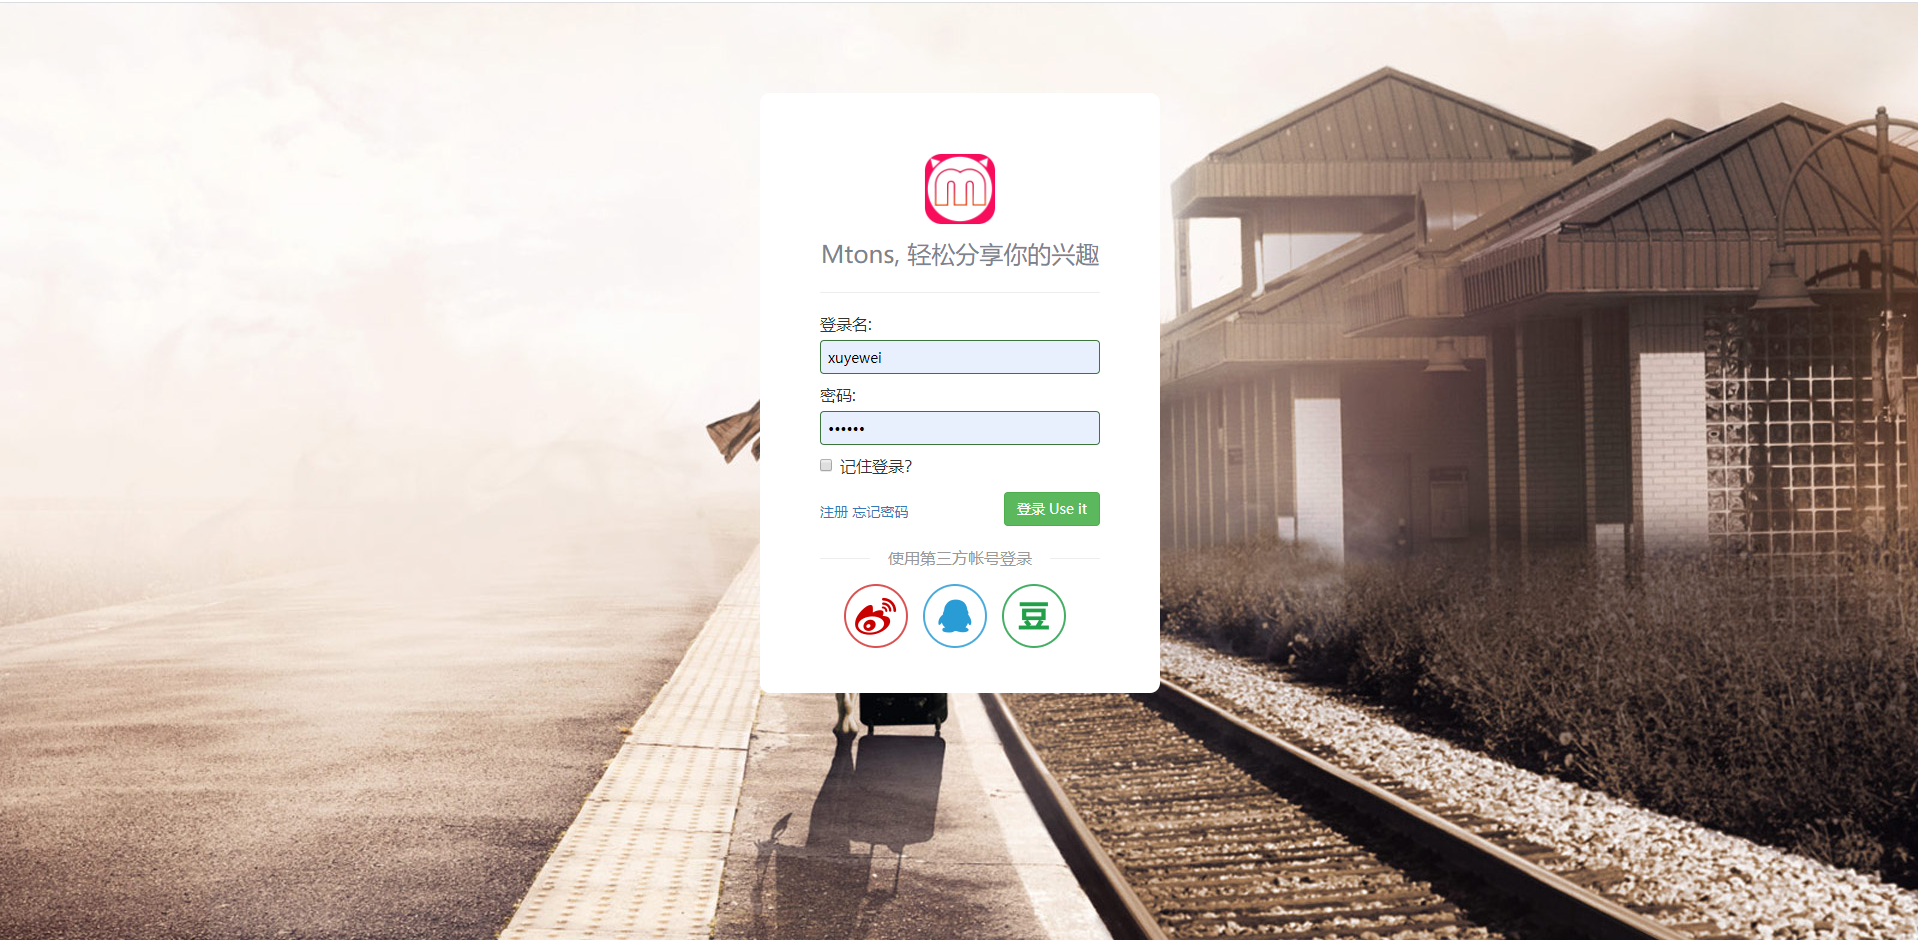 m
Mtons, 轻松分享你的兴趣
登录名:
xuyewei
密码:
••••••
记住登录?
注册 忘记密码
登录 Use it
使用第三方帐号登录
豆